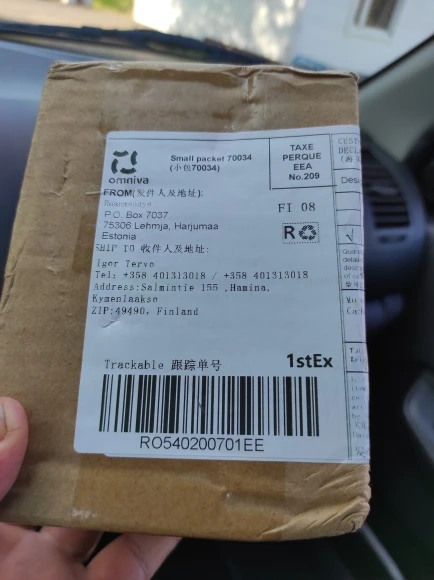 Small packet 70034
(小包70034)
TAXE
PERQUE
EEA
No.209
omniva
FROM(发件人及地址):
P.O. Box 7037
75306 Lehmja, Harjumaa
Estonia
FI 08
R
SHIP TO 收件人及地址:
Igor Tervo
Tel: +358 401313018 / +358 401313018
Address:Salmintie 155 ,Hamina,
Kymenlaakso
ZIP:49490, Finland
Trackable 跟踪单号
1stEx
RO540200701EE